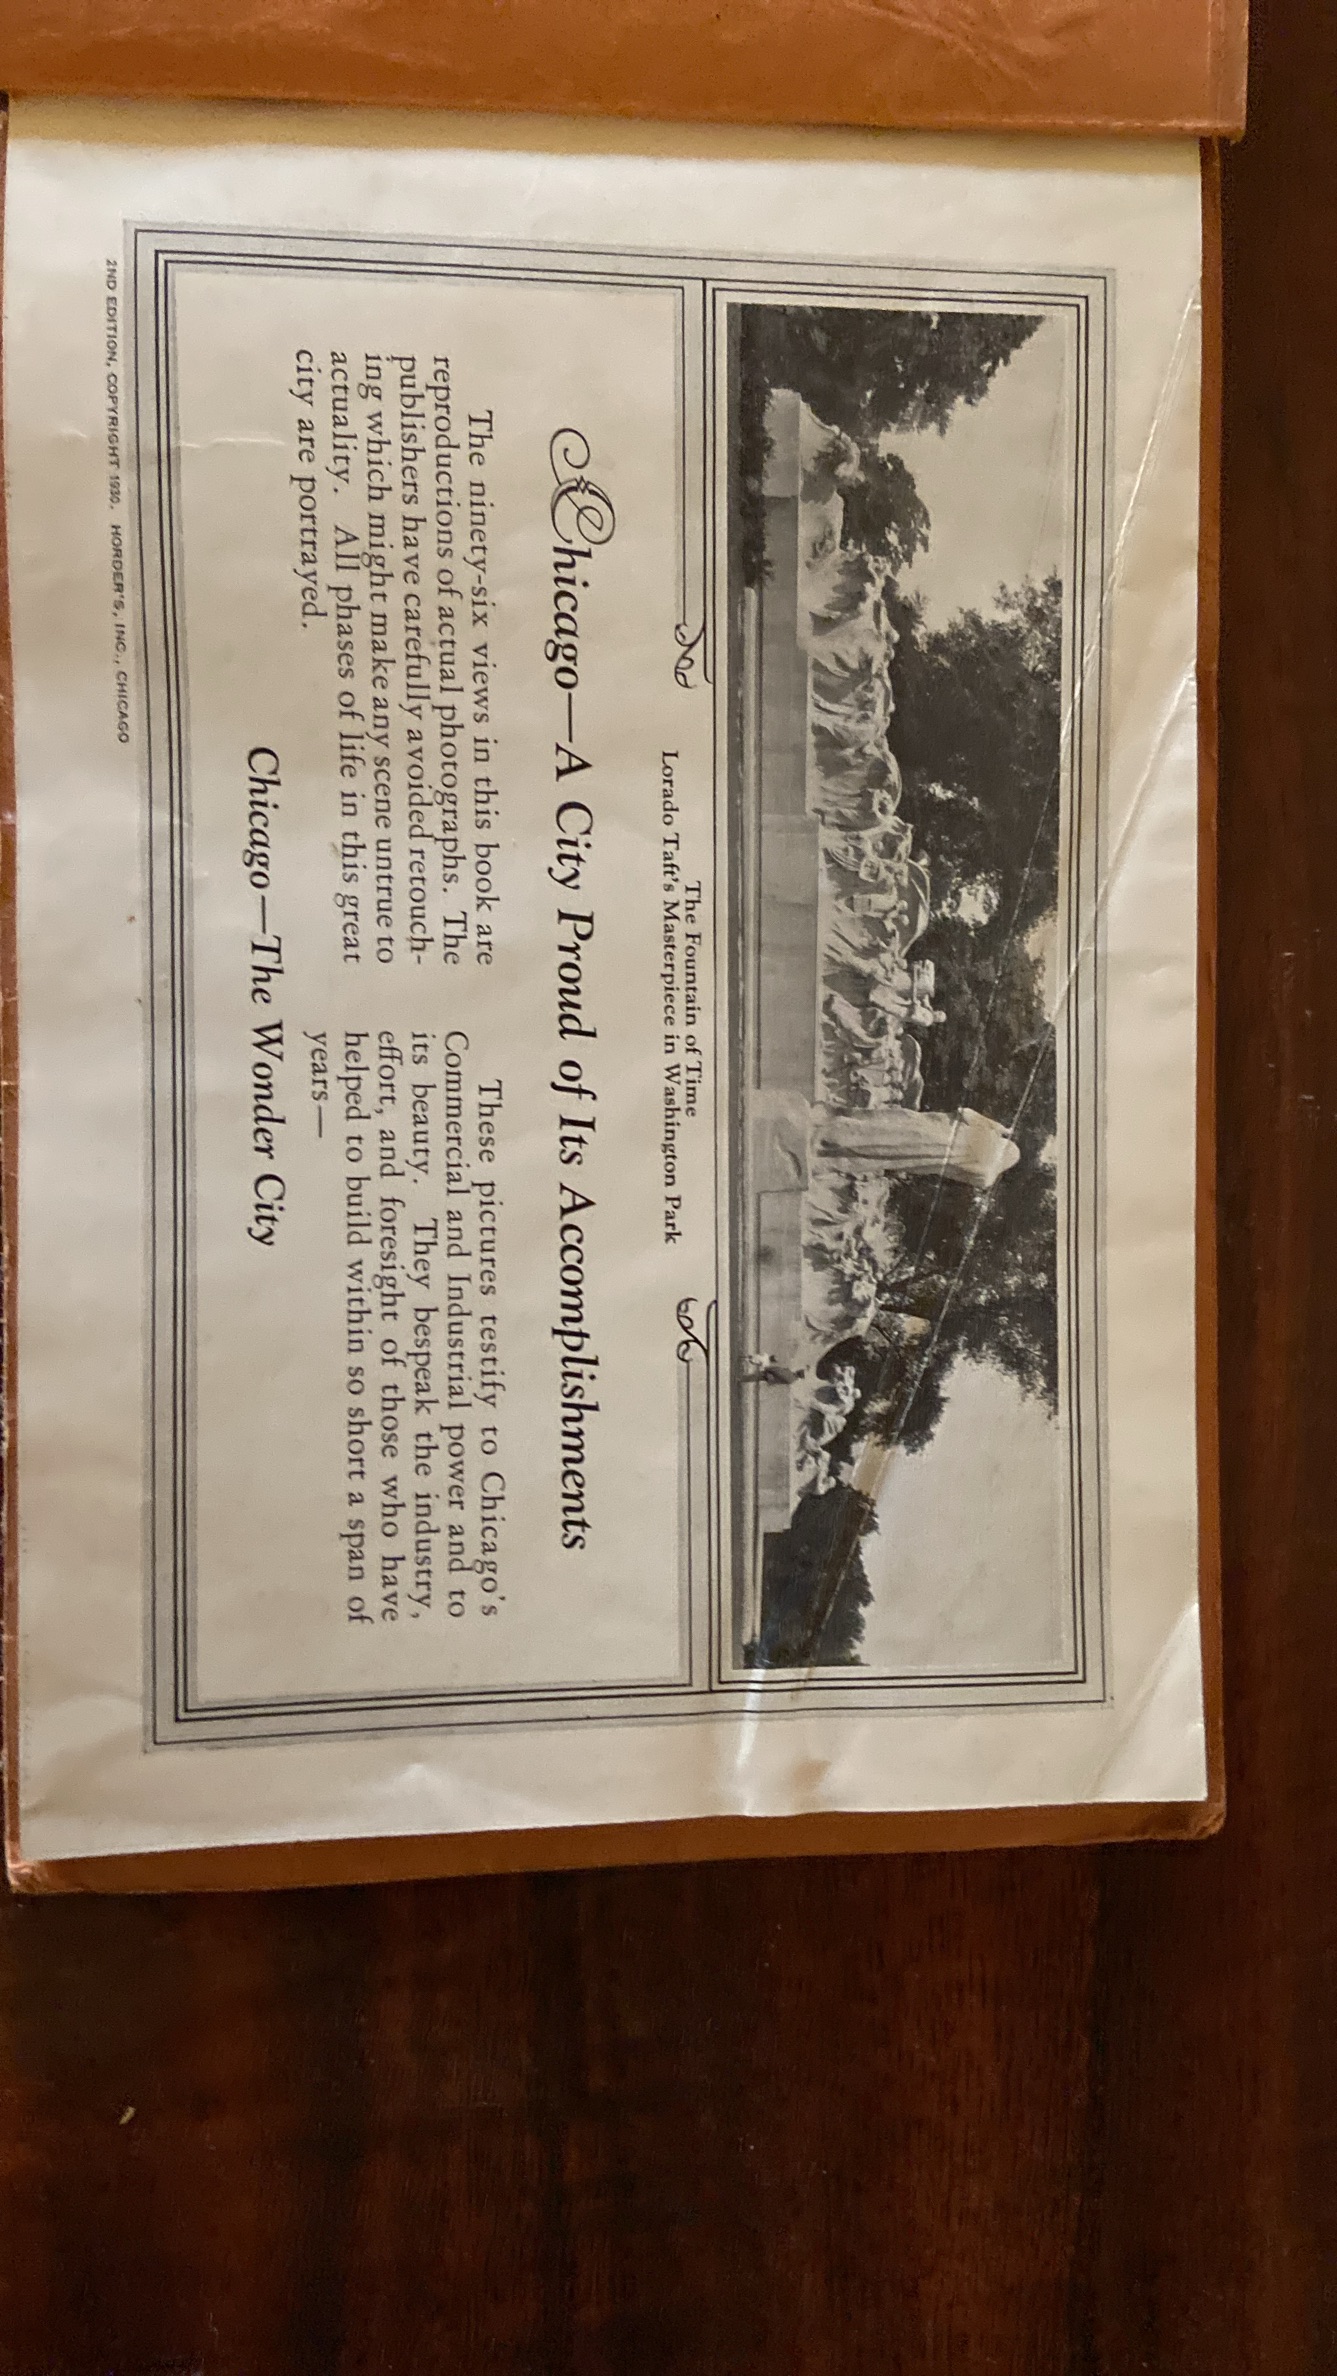 The Fountain of Time
Lorado Taft's Masterpiece in Washington Park
Chicago—A City Proud of Its Accomplishments
The ninety-six views in this book are
reproductions of actual photographs. The
publishers have carefully avoided retouch-
ing which might make any scene untrue to
actuality. All phases of life in this great
city are portrayed.
These pictures testify to Chicago's
Commercial and Industrial power and to
its beauty. They bespeak the industry,
effort, and foresight of those who have
helped to build within so short a span of
years—
Chicago—The Wonder City
2ND EDITION, COPYRIGHT 1930, HORDER'S, INC., CHICAGO